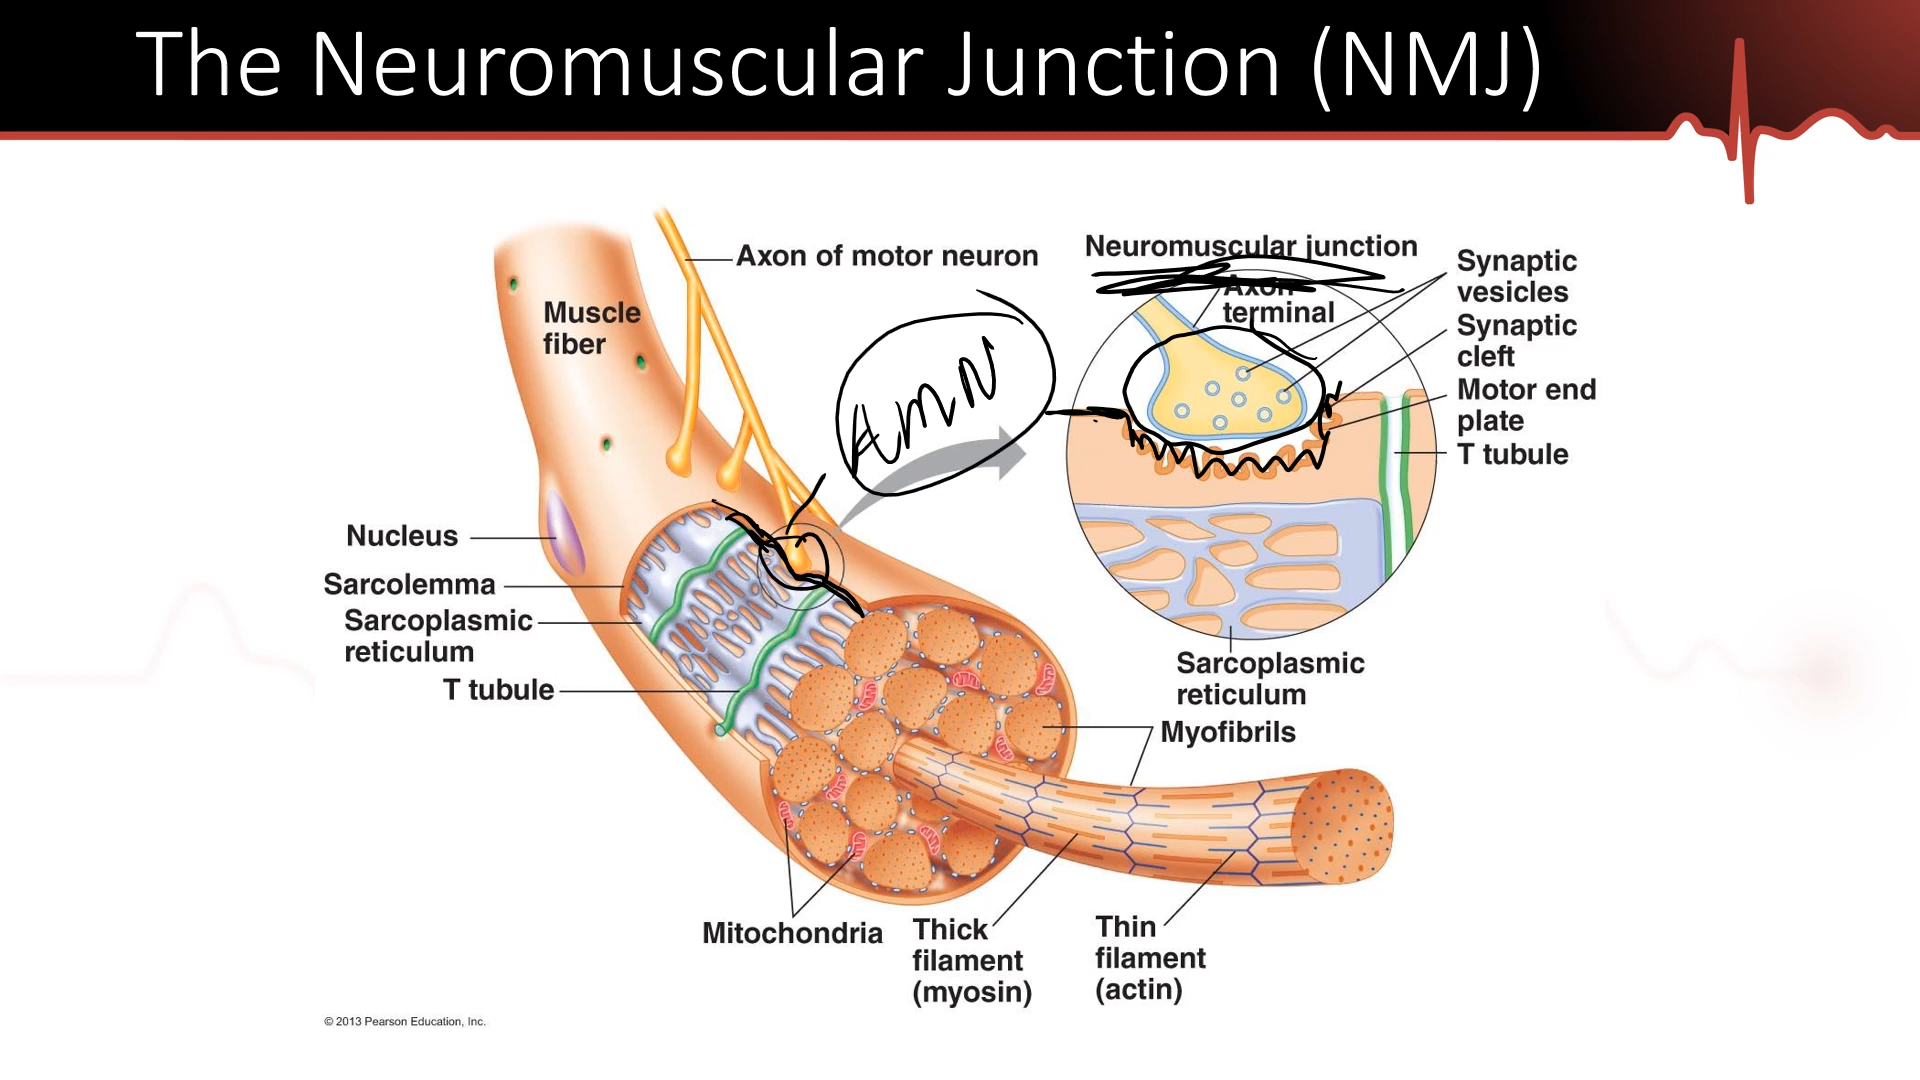 The Neuromuscular Junction (NMJ)
Axon of motor neuron
Neuromuscular junction
Axon
terminal
Synaptic
vesicles
Synaptic
cleft
Motor end
plate
T tubule
Muscle
fiber
AMN
Nucleus
Sarcolemma
Sarcoplasmic
reticulum
T tubule
Sarcoplasmic
reticulum
Myofibrils
Mitochondria
Thick
filament
(myosin)
Thin
filament
(actin)
© 2013 Pearson Education, Inc.